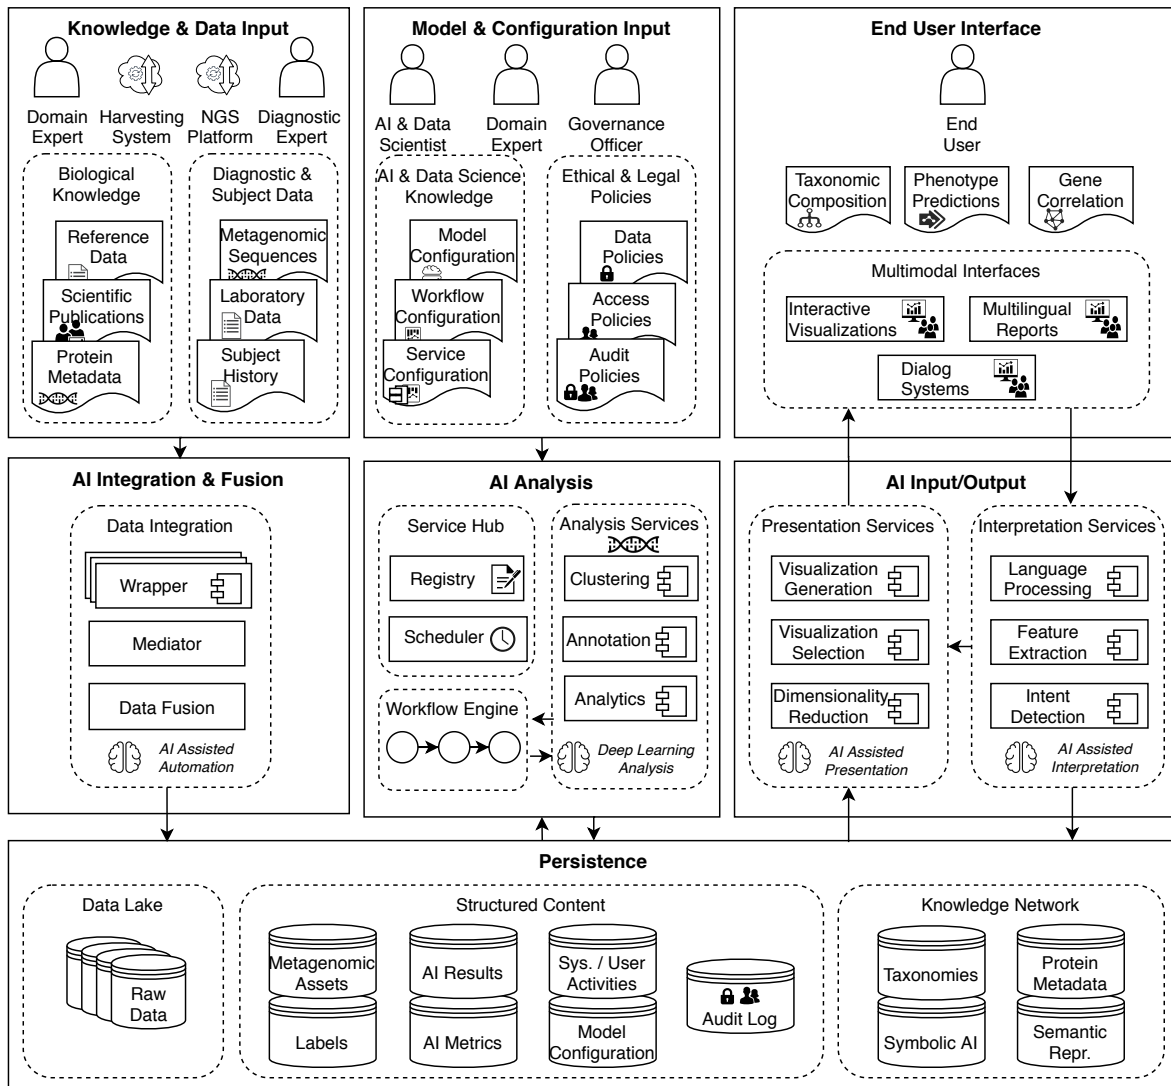 Knowledge & Data Input
Domain
Expert
Harvesting
System
NGS
Platform
Diagnostic
Expert
Biological
Knowledge
Reference
Data
Scientific
Publications
Protein
Metadata
Diagnostic &
Subject Data
Metagenomic
Sequences
Laboratory
Data
Subject
History
Model & Configuration Input
AI & Data
Scientist
Domain
Expert
Governance
Officer
AI & Data Science
Knowledge
Model
Configuration
Workflow
Configuration
Service
Configuration
Ethical & Legal
Policies
Data
Policies
Access
Policies
Audit
Policies
End User Interface
End
User
Taxonomic
Composition
Phenotype
Predictions
Gene
Correlation
Multimodal Interfaces
Interactive
Visualizations
Multilingual
Reports
Dialog
Systems
AI Integration & Fusion
Data Integration
Wrapper
Mediator
Data Fusion
AI Assisted
Automation
AI Analysis
Service Hub
Registry
Scheduler
Workflow Engine
Analysis Services
Clustering
Annotation
Analytics
Deep Learning
Analysis
AI Input/Output
Presentation Services
Visualization
Generation
Visualization
Selection
Dimensionality
Reduction
AI Assisted
Presentation
Interpretation Services
Language
Processing
Feature
Extraction
Intent
Detection
AI Assisted
Interpretation
Persistence
Data Lake
Raw
Data
Structured Content
Metagenomic
Assets
Labels
AI Results
AI Metrics
Sys. / User
Activities
Model
Configuration
Audit Log
Knowledge Network
Taxonomies
Symbolic AI
Protein
Metadata
Semantic
Repr.